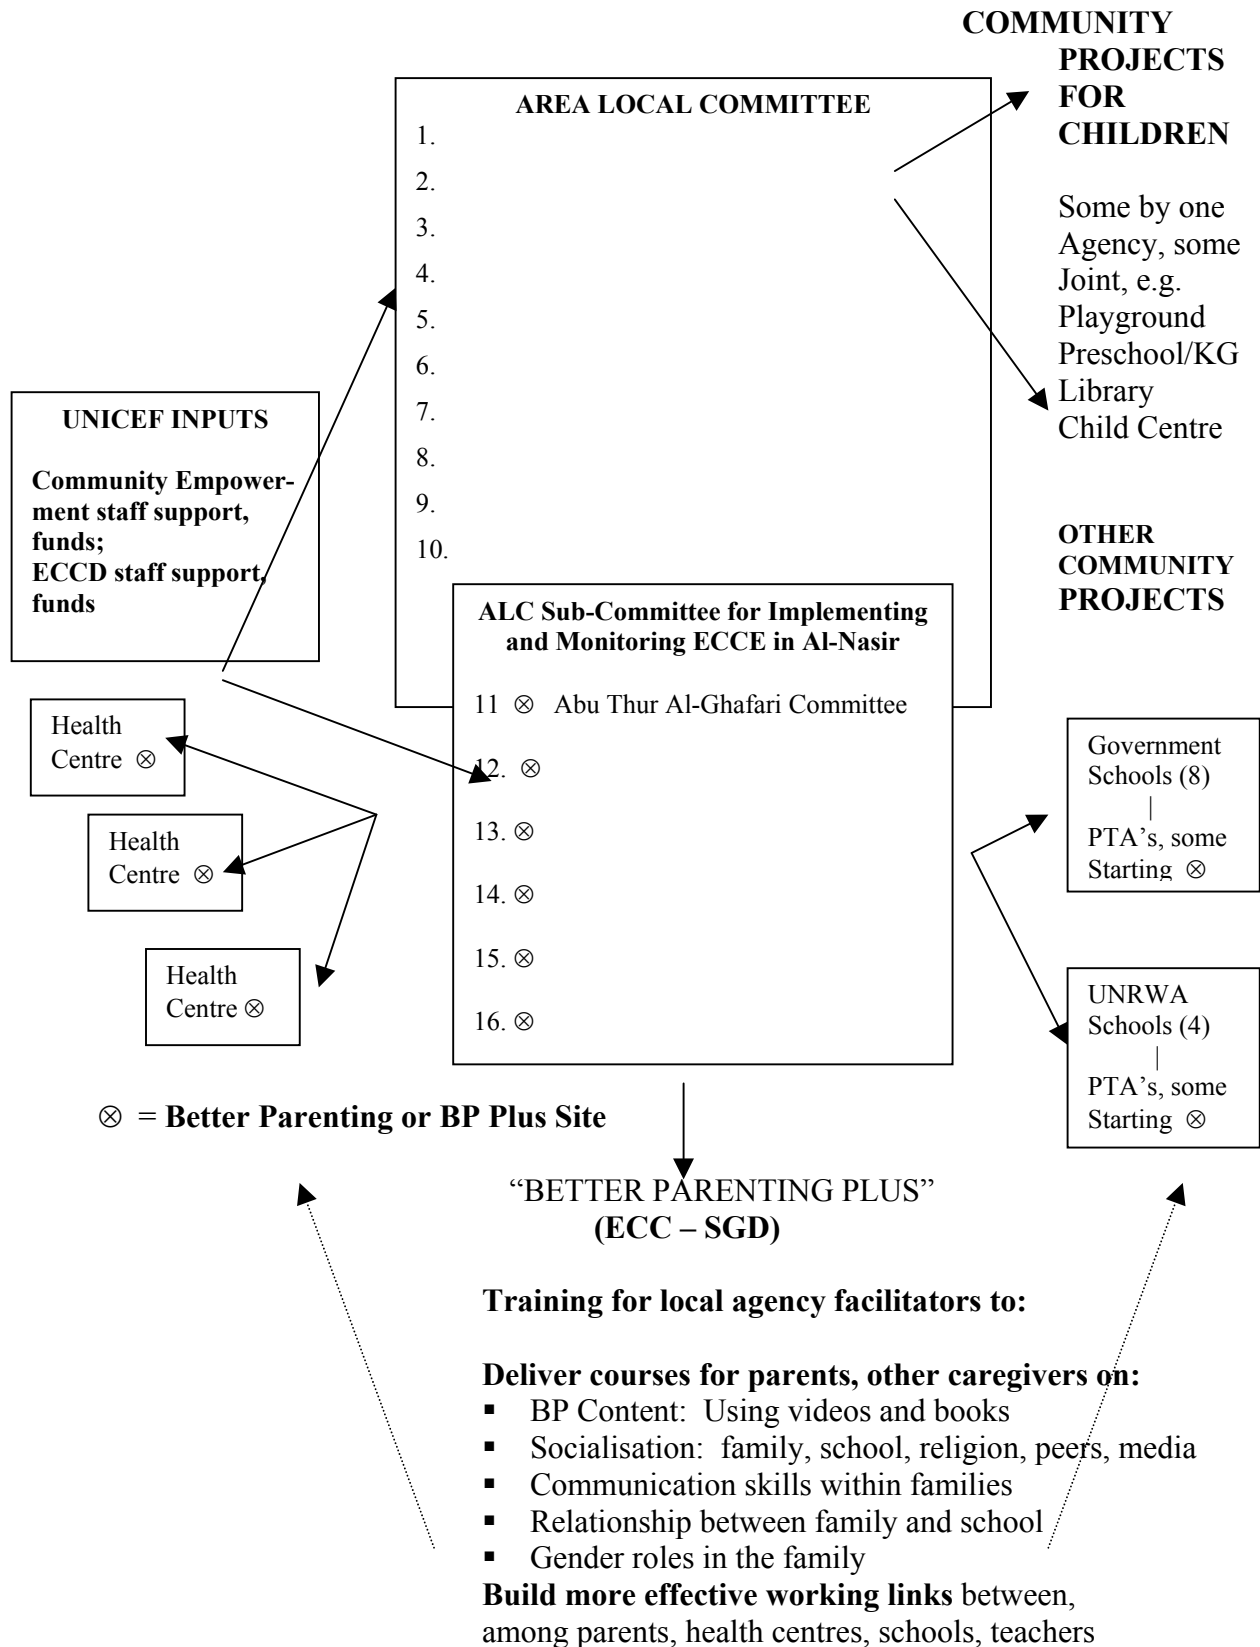 COMMUNITY
PROJECTS
FOR
CHILDREN
Some by one
Agency, some
Joint, e.g.
Playground
Preschool/KG
Library
Child Centre
OTHER
COMMUNITY
PROJECTS
AREA LOCAL COMMITTEE
1.
2.
3.
4.
5.
6.
7.
8.
9.
10.
UNICEF INPUTS
Community Empower-
ment staff support,
funds;
ECCD staff support,
funds
ALC Sub-Committee for Implementing
and Monitoring ECCE in Al-Nasir
11 ⊗ Abu Thur Al-Ghafari Committee
12. ⊗
13. ⊗
14. ⊗
15. ⊗
16. ⊗
Health
Centre ⊗
Health
Centre ⊗
Health
Centre ⊗
Government
Schools (8)
|
PTA’s, some
Starting ⊗
UNRWA
Schools (4)
|
PTA’s, some
Starting ⊗
⊗ = Better Parenting or BP Plus Site
“BETTER PARENTING PLUS”
(ECC – SGD)
Training for local agency facilitators to:
Deliver courses for parents, other caregivers on:
▪ BP Content: Using videos and books
▪ Socialisation: family, school, religion, peers, media
▪ Communication skills within families
▪ Relationship between family and school
▪ Gender roles in the family
Build more effective working links between,
among parents, health centres, schools, teachers